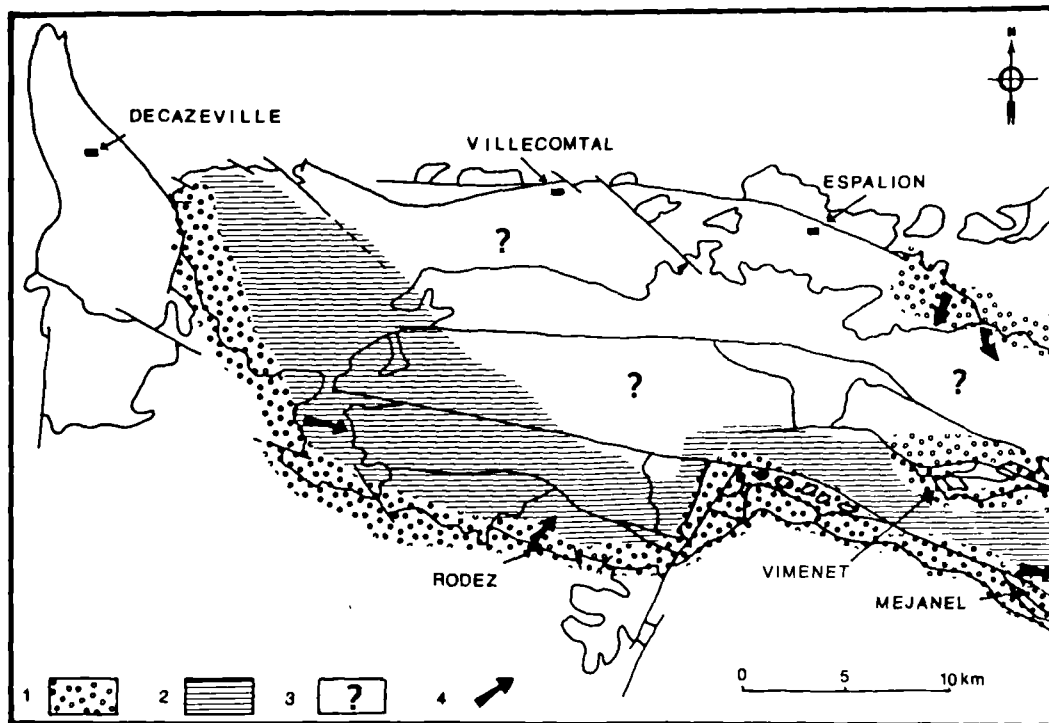 N
DECAZEVILLE
VILLECOMTAL
ESPALION
?
?
?
RODEZ
VIMENET
MEJANEL
1 2 3 ? 4
0 5 10 km